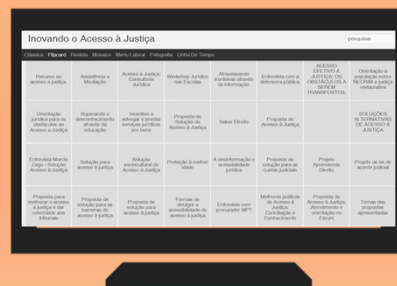 Inovando o Acesso à Justiça
pesquisar
Clássica Flipcard Revista Mosaico Menu Lateral Fotografia Linha Do Tempo
Recurso ao
acesso a justiça.
Assistência e
Mediação
Acesso à Justiça:
Consultoria
Jurídica
Workshop Jurídico
nas Escolas
Atravessando
fronteiras através
da informação.
Entrevista com a
defensora pública.
ACESSO
EFETIVO À
JUSTIÇA: OS
OBSTÁCULOS A
SEREM
TRANSPOSTOS.
Orientação à
população sobre
NECRIM e justiça
restaurativa
Orientação
jurídica para os
obstáculos ao
Acesso a Justiça
Superando o
desconhecimento
através da
educação
Incentivo a
advogar e prestar
serviços jurídicos
pro bono
Proposta de
Solução de
Acesso à Justiça
Saber Direito
Proposta de
Acesso à Justiça
SOLUÇÕES
ALTERNATIVAS
DE ACESSO À
JUSTIÇA
Entrevista Marcio
Zago - Solução
Acesso à Justiça
Solução para
acesso à justiça
Solução
sociocultural de
acesso à justiça
Proteção à melhor
idade
A desinformação e
acessibilidade
jurídica
Proposta de
solução para as
custas judiciais
Projeto
Aprendendo
Direito
Projeto de lei de
acordo judicial
Proposta para
melhorar o acesso
à justiça e dar
celeridade aos
tribunais
Proposta de
solução para as
barreiras de
acesso à justiça
Proposta de
solução para
acesso à justiça
Formas de
divulgar a
acessibilidade do
acesso à justiça
Entrevista com
procurador MPT
Melhores práticas
de Acesso à
Justiça:
Conciliação e
Conhecimento
Proposta de
Acesso à Justiça:
Atendimento e
orientação no
Fórum
Temas das
propostas
apresentadas